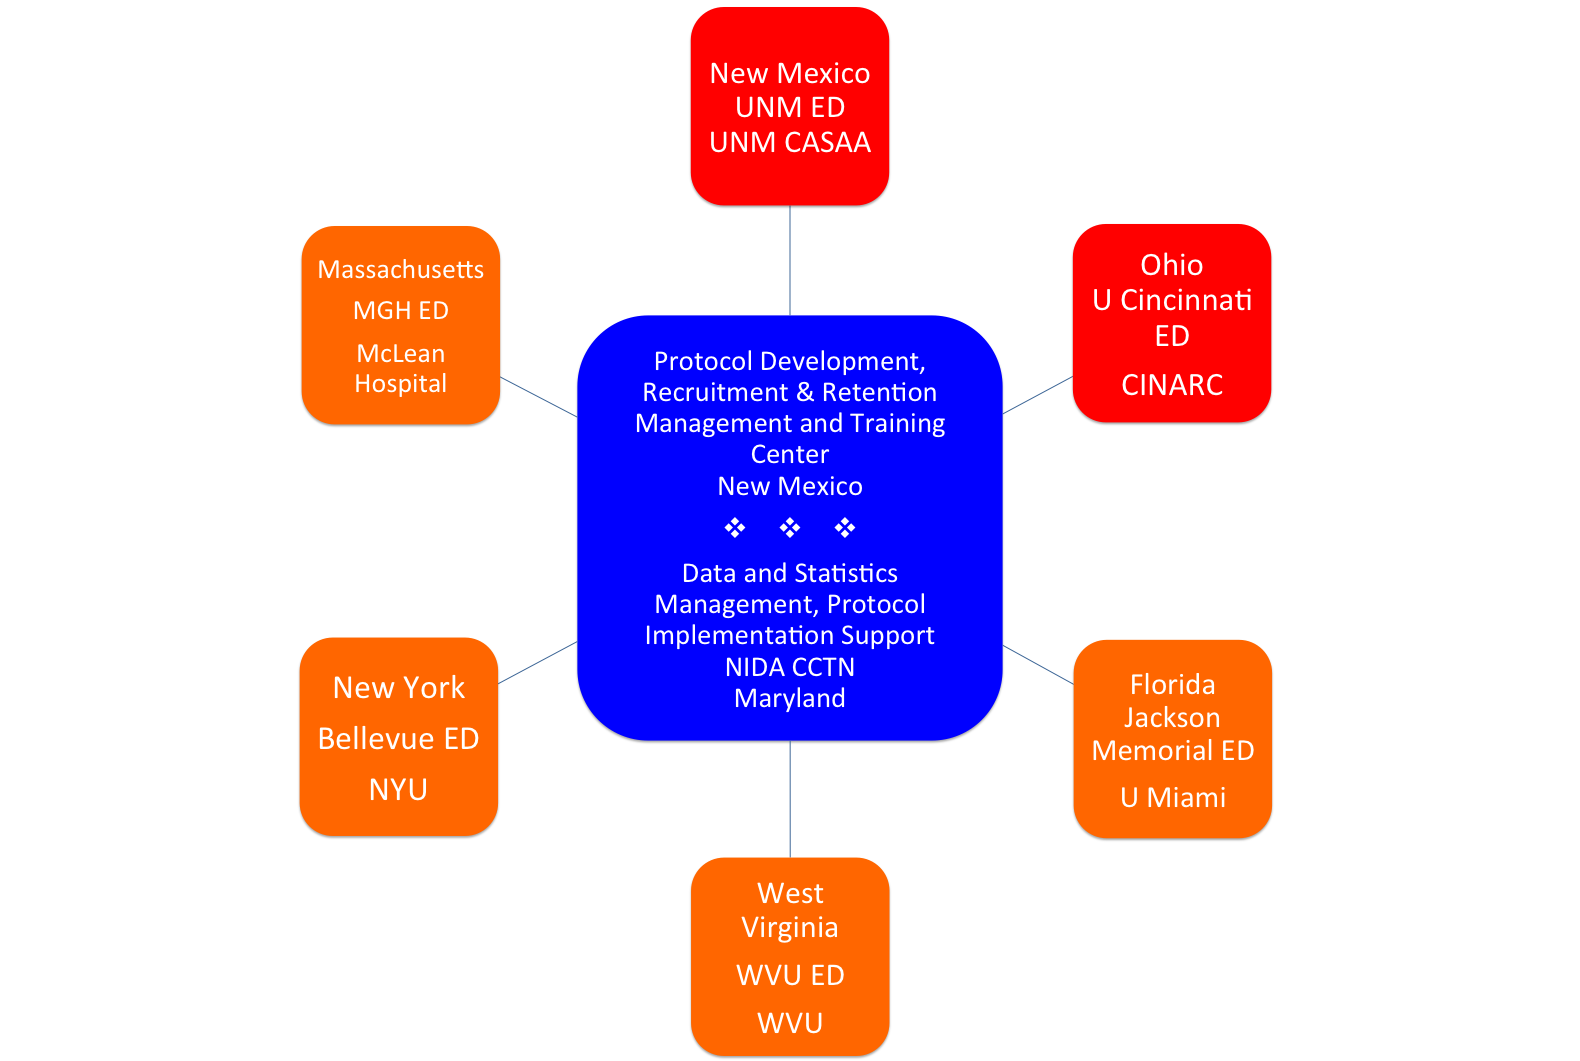 New Mexico
UNM ED
UNM CASAA
Massachusetts
MGH ED
McLean
Hospital
Ohio
U Cincinnati
ED
CINARC
Protocol Development,
Recruitment & Retention
Management and Training
Center
New Mexico
❖ ❖ ❖
Data and Statistics
Management, Protocol
Implementation Support
NIDA CCTN
Maryland
New York
Bellevue ED
NYU
Florida
Jackson
Memorial ED
U Miami
West
Virginia
WVU ED
WVU